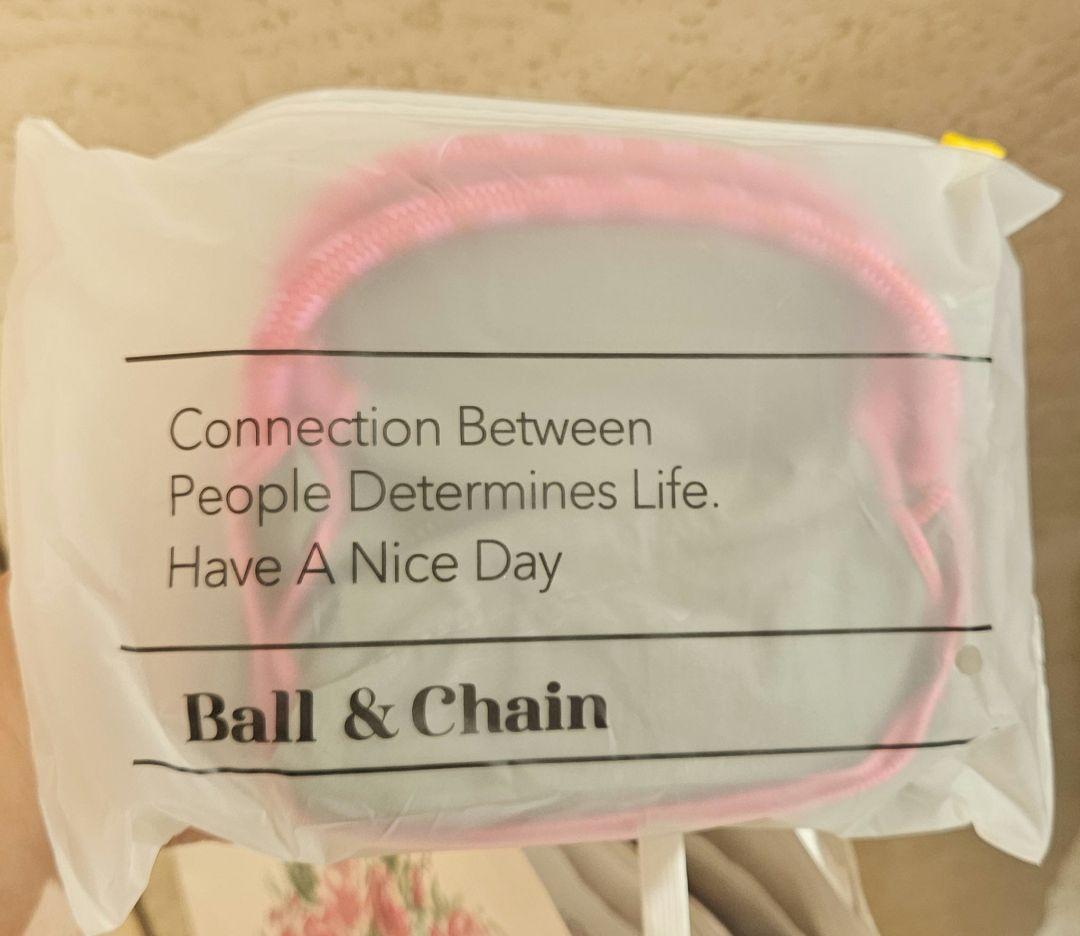 Connection Between
People Determines Life.
Have A Nice Day
Ball & Chain